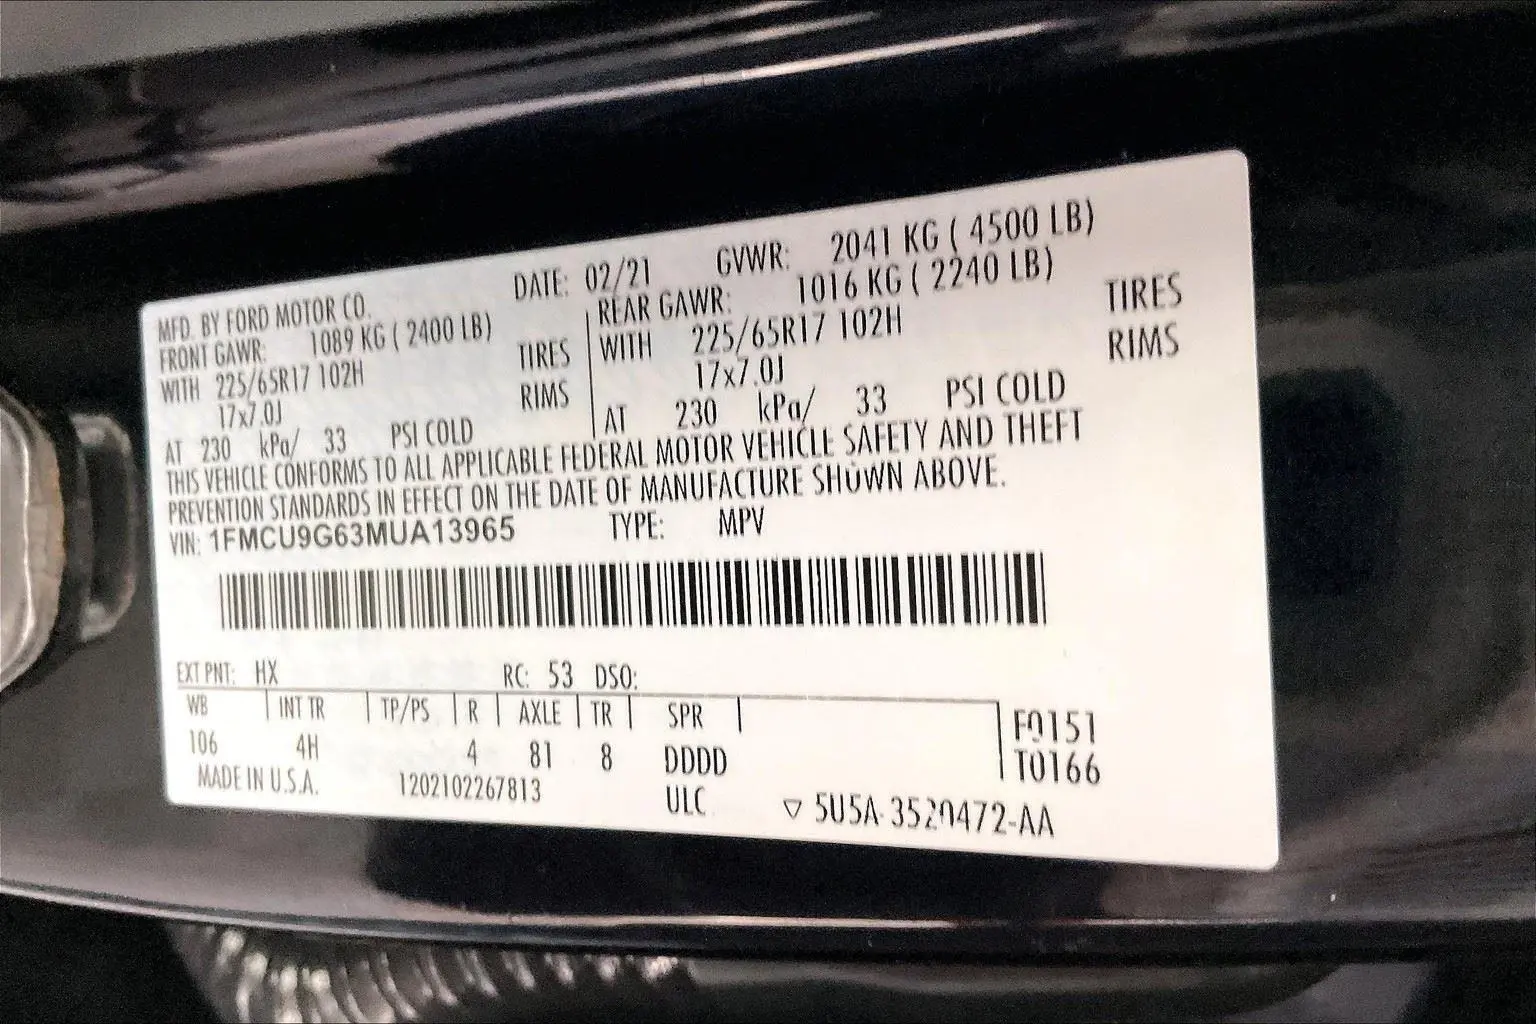 MFD. BY FORD MOTOR CO. DATE: 02/21 GVWR: 2041 KG ( 4500 LB)
FRONT GAWR: 1089 KG ( 2400 LB) REAR GAWR: 1016 KG ( 2240 LB)
WITH 225/65R17 102H TIRES WITH 225/65R17 102H TIRES
17x7.0J RIMS 17x7.0J RIMS
AT 230 kPa/ 33 PSI COLD AT 230 kPa/ 33 PSI COLD
THIS VEHICLE CONFORMS TO ALL APPLICABLE FEDERAL MOTOR VEHICLE SAFETY AND THEFT
PREVENTION STANDARDS IN EFFECT ON THE DATE OF MANUFACTURE SHOWN ABOVE.
VIN: 1FMCU9G63MUA13965 TYPE: MPV
EXT PNT: HX RC: 53 DSO:
WB INT TR TP/PS R AXLE TR SPR F0151
106 4H 4 81 8 DDDD T0166
MADE IN U.S.A. 1202102267813 ULC ▽ 5U5A-3520472-AA